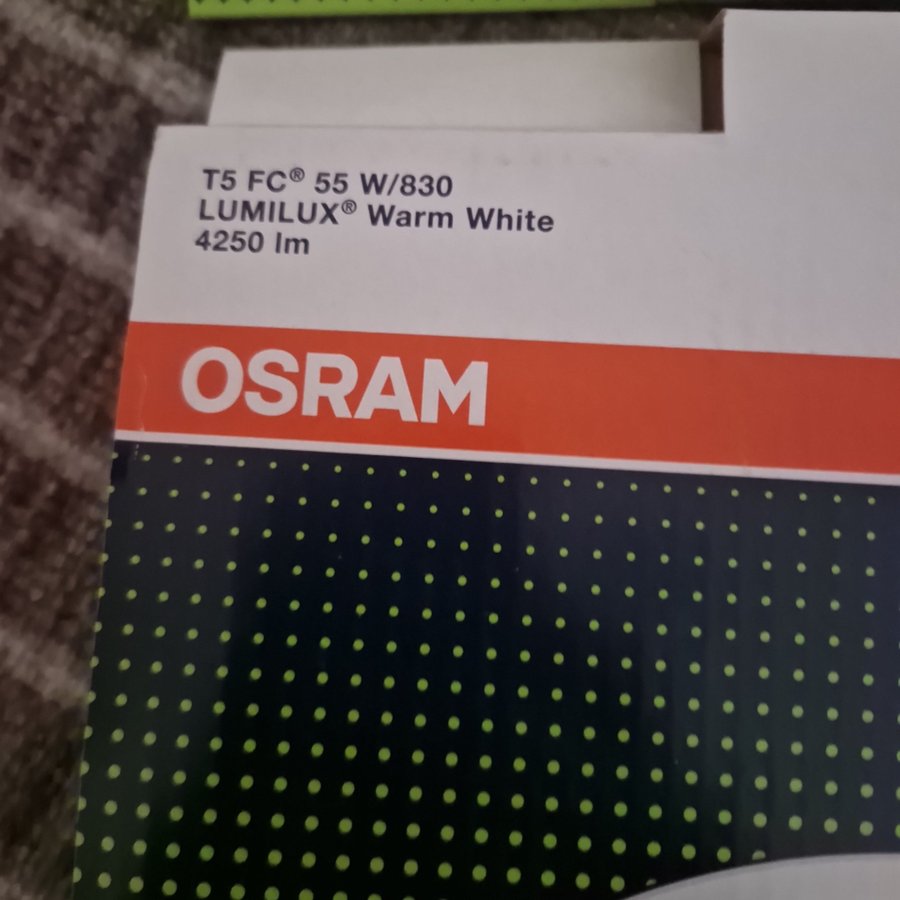 T5 FC® 55 W/830
LUMILUX® Warm White
4250 lm
OSRAM